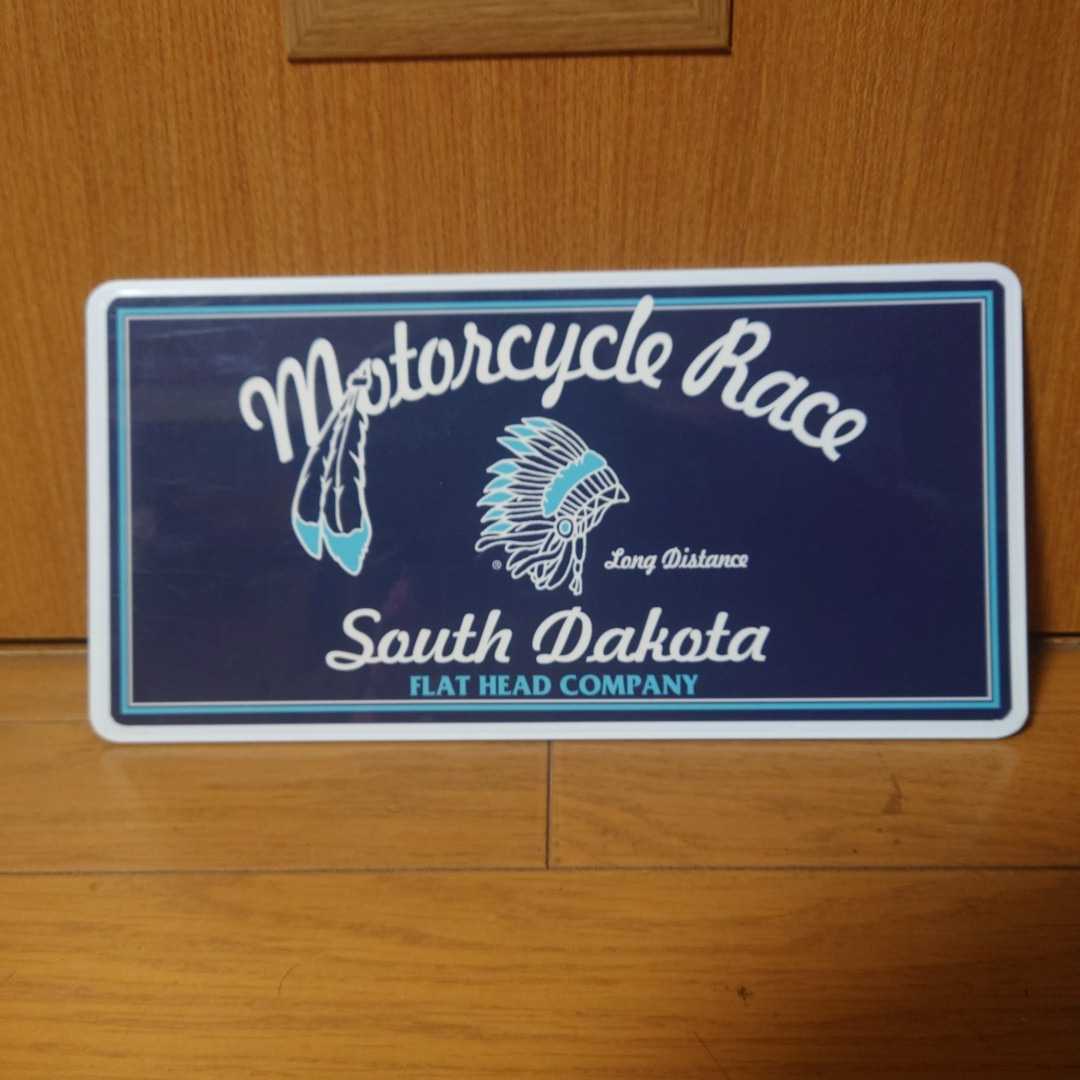 Motorcycle Race
® Long Distance
South Dakota
FLAT HEAD COMPANY